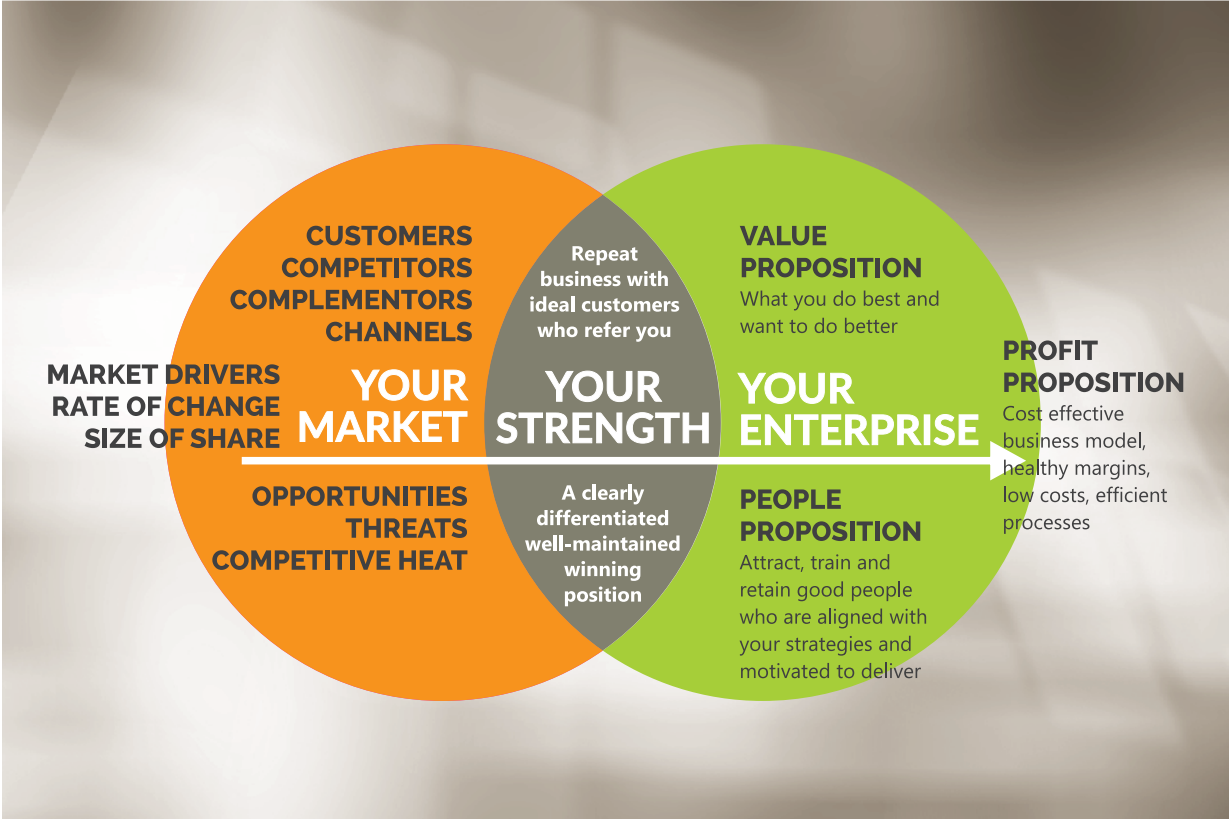 CUSTOMERS
COMPETITORS
COMPLEMENTORS
CHANNELS
MARKET DRIVERS
RATE OF CHANGE
SIZE OF SHARE
YOUR
MARKET
OPPORTUNITIES
THREATS
COMPETITIVE HEAT
Repeat
business with
ideal customers
who refer you
YOUR
STRENGTH
A clearly
differentiated
well-maintained
winning
position
VALUE
PROPOSITION
What you do best and
want to do better
YOUR
ENTERPRISE
PEOPLE
PROPOSITION
Attract, train and
retain good people
who are aligned with
your strategies and
motivated to deliver
PROFIT
PROPOSITION
Cost effective
business model,
healthy margins,
low costs, efficient
processes